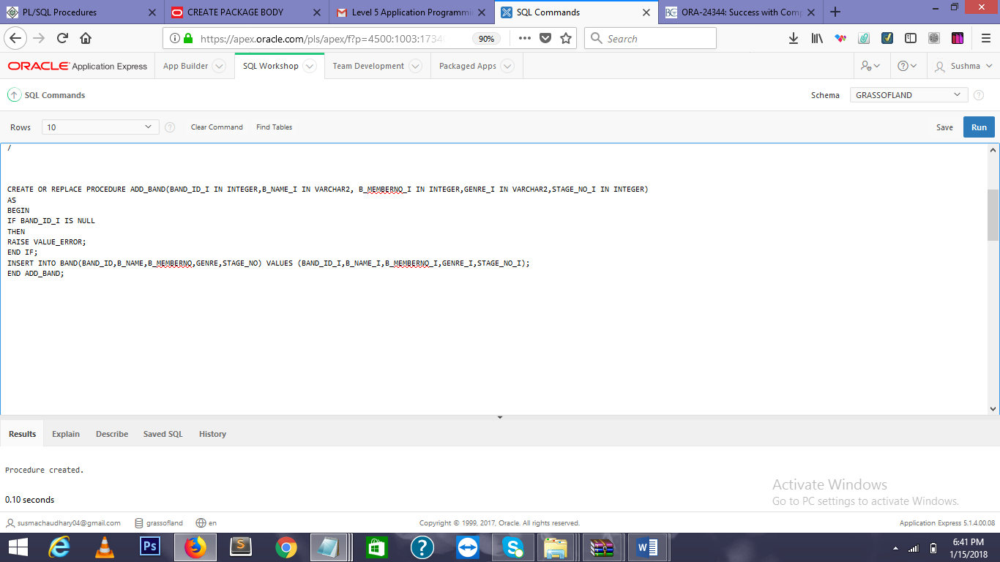 PL/SQL Procedures
CREATE PACKAGE BODY
Level 5 Application Programmi
SQL Commands
ORA-24344: Success with Comp
https://apex.oracle.com/pls/apex/f?p=4500:1003:1734
90%
Search
ORACLE Application Express
App Builder
SQL Workshop
Team Development
Packaged Apps
Sushma
SQL Commands
Schema
GRASSOFLAND
Rows
10
Clear Command
Find Tables
Save
Run
/
CREATE OR REPLACE PROCEDURE ADD_BAND(BAND_ID_I IN INTEGER,B_NAME_I IN VARCHAR2, B_MEMBERNO_I IN INTEGER,GENRE_I IN VARCHAR2,STAGE_NO_I IN INTEGER)
AS
BEGIN
IF BAND_ID_I IS NULL
THEN
RAISE VALUE_ERROR;
END IF;
INSERT INTO BAND(BAND_ID,B_NAME,B_MEMBERNO,GENRE,STAGE_NO) VALUES (BAND_ID_I,B_NAME_I,B_MEMBERNO_I,GENRE_I,STAGE_NO_I);
END ADD_BAND;
Results
Explain
Describe
Saved SQL
History
Procedure created.
0.10 seconds
Activate Windows
Go to PC settings to activate Windows.
susmachaudhary04@gmail.com
grassofland
en
Copyright © 1999, 2017, Oracle. All rights reserved.
Application Express 5.1.4.00.08
Ps
S
6:41 PM
1/15/2018